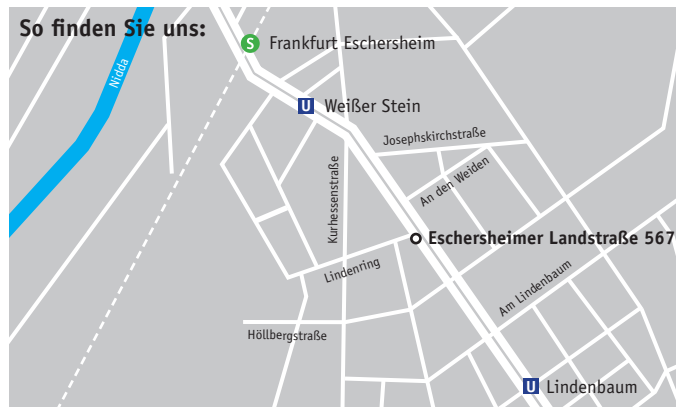 So finden Sie uns:
S Frankfurt Eschersheim
Nidda
U Weißer Stein
Josephskirchstraße
An den Weiden
Kurhessenstraße
Eschersheimer Landstraße 567
Lindenring
Am Lindenbaum
Höllbergstraße
U Lindenbaum